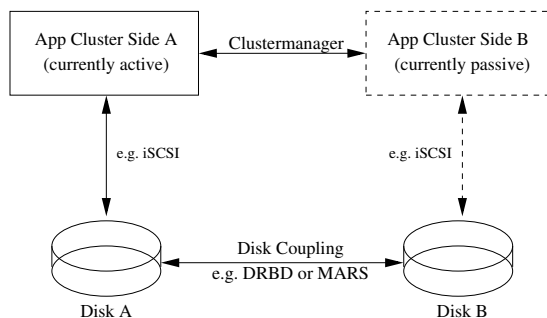 App Cluster Side A
(currently active)
Clustermanager
App Cluster Side B
(currently passive)
e.g. iSCSI
e.g. iSCSI
Disk Coupling
e.g. DRBD or MARS
Disk A
Disk B